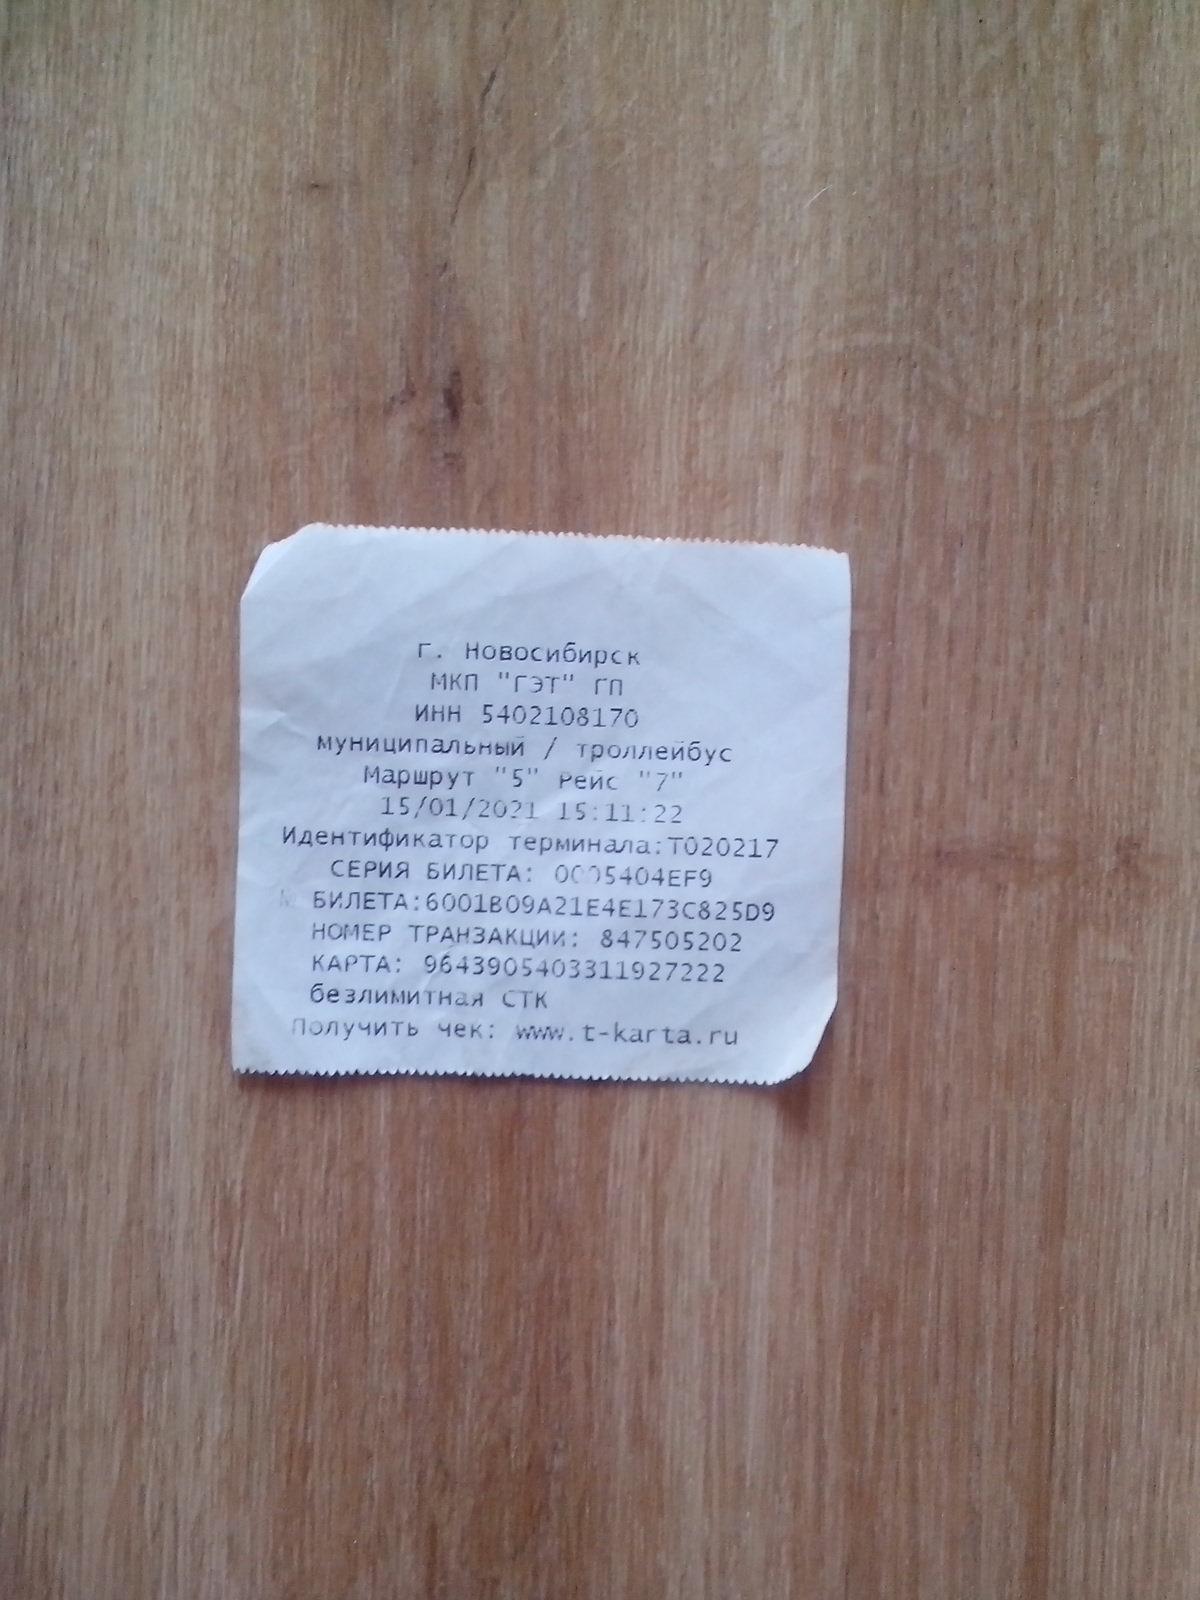 г. Новосибирск
МКП "ГЭТ" ГП
ИНН 5402108170
муниципальный / троллейбус
Маршрут "5" Рейс "7"
15/01/2021 15:11:22
Идентификатор терминала:T020217
СЕРИЯ БИЛЕТА: 0005404EF9
№ БИЛЕТА:6001B09A21E4E173C825D9
НОМЕР ТРАНЗАКЦИИ: 847505202
КАРТА: 9643905403311927222
безлимитная СТК
Получить чек: www.t-karta.ru